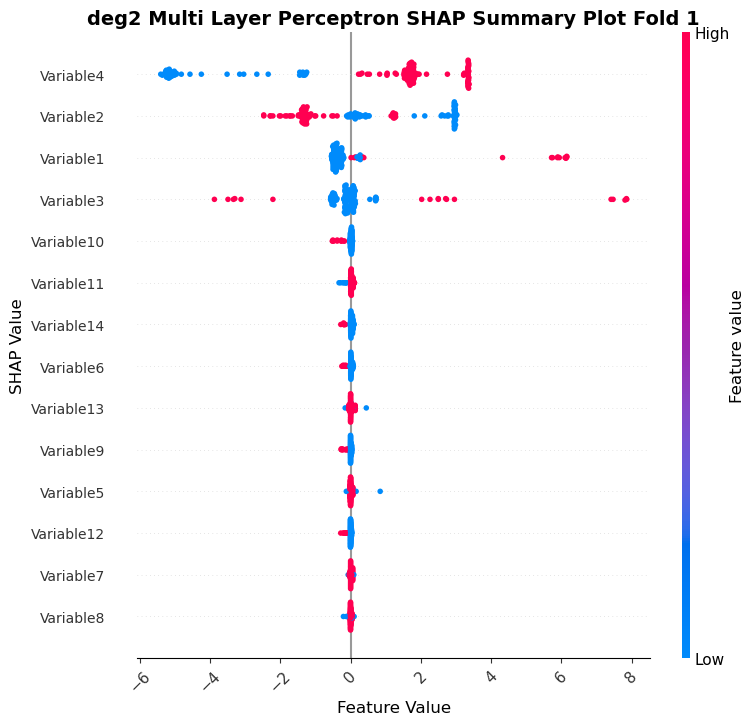 deg2 Multi Layer Perceptron SHAP Summary Plot Fold 1
High
Variable4
Variable2
Variable1
Variable3
Variable10
Variable11
Variable14
Variable6
Variable13
Variable9
Variable5
Variable12
Variable7
Variable8
SHAP Value
Feature value
Low
−6 −4 −2 0 2 4 6 8
Feature Value